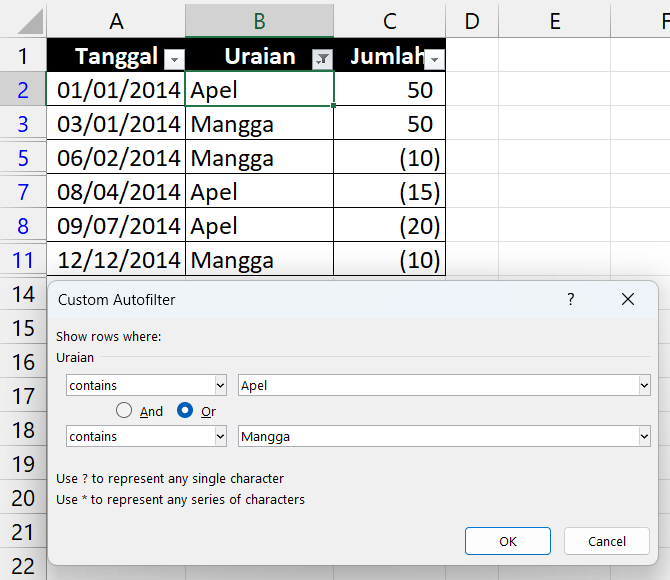 A B C D E F
1 Tanggal Uraian Jumlah
2 01/01/2014 Apel 50
3 03/01/2014 Mangga 50
5 06/02/2014 Mangga (10)
7 08/04/2014 Apel (15)
8 09/07/2014 Apel (20)
11 12/12/2014 Mangga (10)
14
Custom Autofilter ? ×
15
Show rows where:
16
Uraian
contains Apel
17
And Or
18
contains Mangga
19
Use ? to represent any single character
20
Use * to represent any series of characters
21
OK Cancel
22